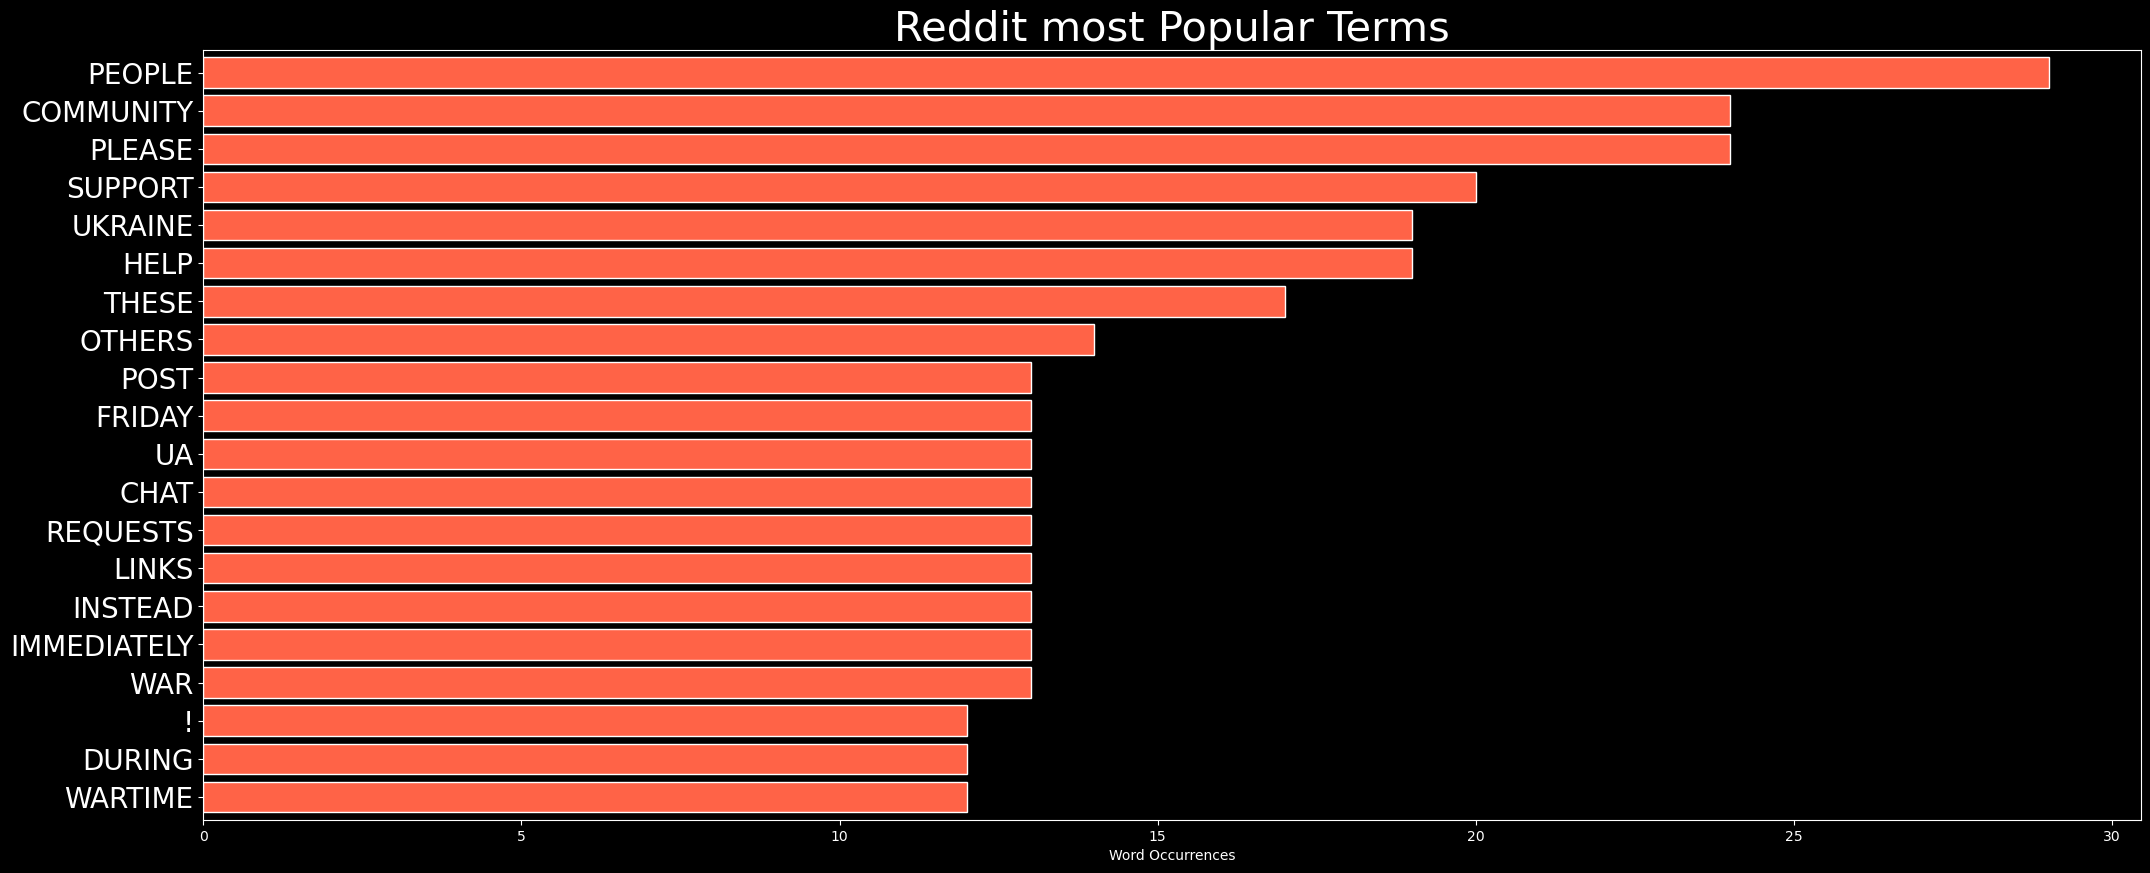 Reddit most Popular Terms
PEOPLE
COMMUNITY
PLEASE
SUPPORT
UKRAINE
HELP
THESE
OTHERS
POST
FRIDAY
UA
CHAT
REQUESTS
LINKS
INSTEAD
IMMEDIATELY
WAR
!
DURING
WARTIME
0 5 10 15 20 25 30
Word Occurrences